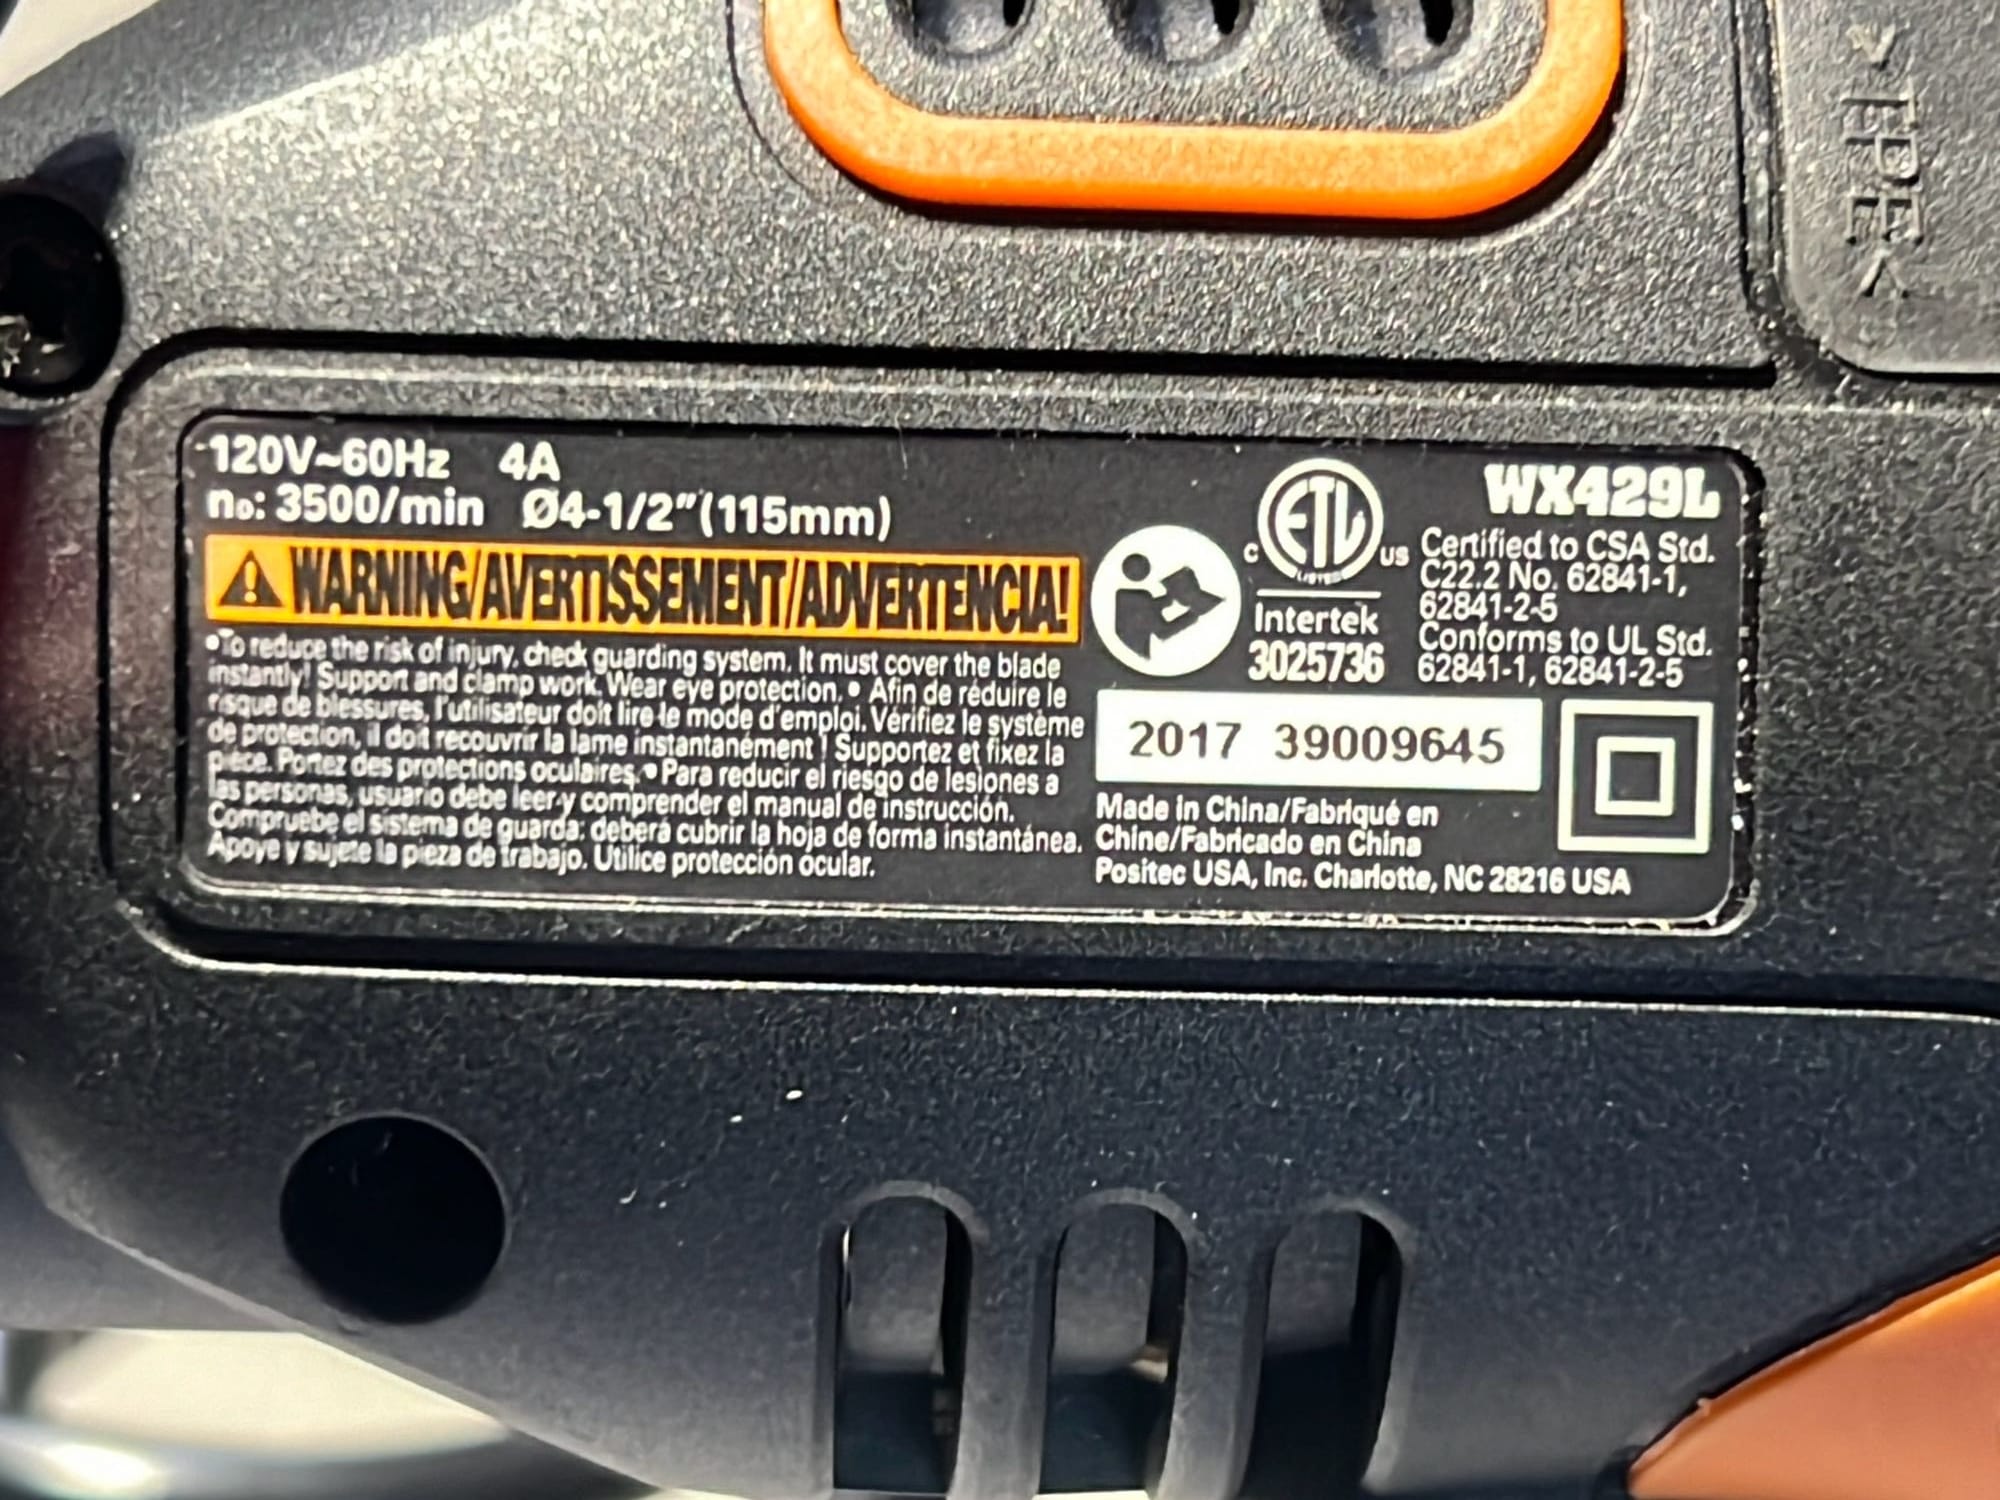 120V~60Hz 4A
no: 3500/min Ø4-1/2"(115mm)
WARNING/AVERTISSEMENT/ADVERTENCIA!
•To reduce the risk of injury, check guarding system. It must cover the blade
instantly! Support and clamp work. Wear eye protection. • Afin de réduire le
risque de blessures, l'utilisateur doit lire le mode d'emploi. Vérifiez le système
de protection, il doit recouvrir la lame instantanément ! Supportez et fixez la
pièce. Portez des protections oculaires. • Para reducir el riesgo de lesiones a
las personas, usuario debe leer y comprender el manual de instrucción.
Compruebe el sistema de guarda: deberá cubrir la hoja de forma instantánea.
Apoye y sujete la pieza de trabajo. Utilice protección ocular.
C ETL US
LISTED
Intertek
3025736
WX429L
Certified to CSA Std.
C22.2 No. 62841-1,
62841-2-5
Conforms to UL Std.
62841-1, 62841-2-5
2017 39009645
Made in China/Fabriqué en
Chine/Fabricado en China
Positec USA, Inc. Charlotte, NC 28216 USA
>TPE<